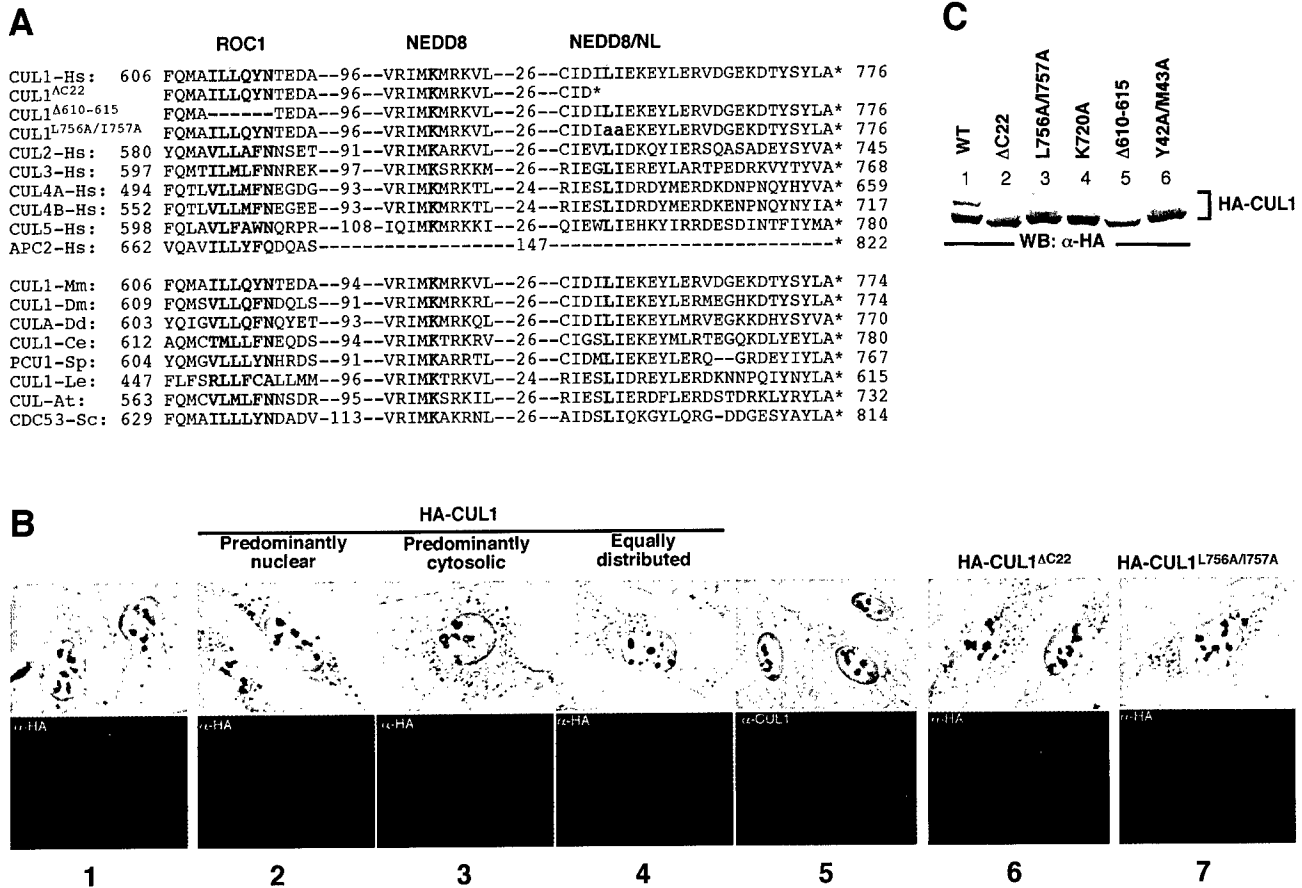 A
ROC1 NEDD8 NEDD8/NL
CUL1-Hs: 606 FQMAILLQYNTEDA--96--VRIMKMRKVL--26--CIDILIEKEYLERVDGEKDTYSYLA* 776
CUL1ΔC22 FQMAILLQYNTEDA--96--VRIMKMRKVL--26--CID*
CUL1Δ610-615 FQMA------TEDA--96--VRIMKMRKVL--26--CIDILIEKEYLERVDGEKDTYSYLA* 776
CUL1L756A/I757A FQMAILLQYNTEDA--96--VRIMKMRKVL--26--CIDIaaEKEYLERVDGEKDTYSYLA* 776
CUL2-Hs: 580 YQMAVLLAFNNSET--91--VRIMKARKVL--26--CIEVLIDKQYIERSQASADEYSYVA* 745
CUL3-Hs: 597 FQMTILMLFNNREK--97--VRIMKSRKKM--26--RIEGLIEREYLARTPEDRKVYTYVA* 768
CUL4A-Hs: 494 FQTLVLLMFNEGDG--93--VRIMKMRKTL--24--RIESLIDRDYMERDKDNPNQYHYVA* 659
CUL4B-Hs: 552 FQTLVLLMFNEGEE--93--VRIMKMRKTL--24--RIESLIDRDYMERDKENPNQYNYIA* 717
CUL5-Hs: 598 FQLAVLFAWNQRPR--108-IQIMKMRKKI--26--QIEWLIEHKYIRRDESDINTFIYMA* 780
APC2-Hs: 662 VQAVILLYFQDQAS----------------147------------------------* 822
CUL1-Mm: 606 FQMAILLQYNTEDA--94--VRIMKMRKVL--26--CIDILIEKEYLERVDGEKDTYSYLA* 774
CUL1-Dm: 609 FQMSVLLQFNDQLS--91--VRIMKMRKRL--26--CIDILIEKEYLERMEGHKDTYSYLA* 774
CULA-Dd: 603 YQIGVLLQFNQYET--93--VRIMKMRKQL--26--CIDILIEKEYLMRVEGKKDHYSYVA* 770
CUL1-Ce: 612 AQMCTMLLFNEQDS--94--VRIMKTRKRV--26--CIGSLIEKEYMLRTEGQKDLYEYLA* 780
PCU1-Sp: 604 YQMGVLLLYNHRDS--91--VRIMKARRTL--26--CIDMLIEKEYLERQ--GRDEYIYLA* 767
CUL1-Le: 447 FLFSRLLFCALLMM--96--VRIMKTRKVL--24--RIESLIDREYLERDKNNPQIYNYLA* 615
CUL-At: 563 FQMCVLMLFNNSDR--95--VRIMKSRKIL--26--RIESLIERDFLERDSTDRKLYRYLA* 732
CDC53-Sc: 629 FQMAILLLYNDADV-113--VRIMKAKRNL--26--AIDSLIQKGYLQRG-DDGESYAYLA* 814
C
WT ΔC22 L756A/I757A K720A Δ610-615 Y42A/M43A
1 2 3 4 5 6
HA-CUL1
WB: α-HA
B
HA-CUL1
Predominantly nuclear
Predominantly cytosolic
Equally distributed
HA-CUL1ΔC22
HA-CUL1L756A/I757A
α-HA α-HA α-HA α-HA α-CUL1 α-HA α-HA
1 2 3 4 5 6 7